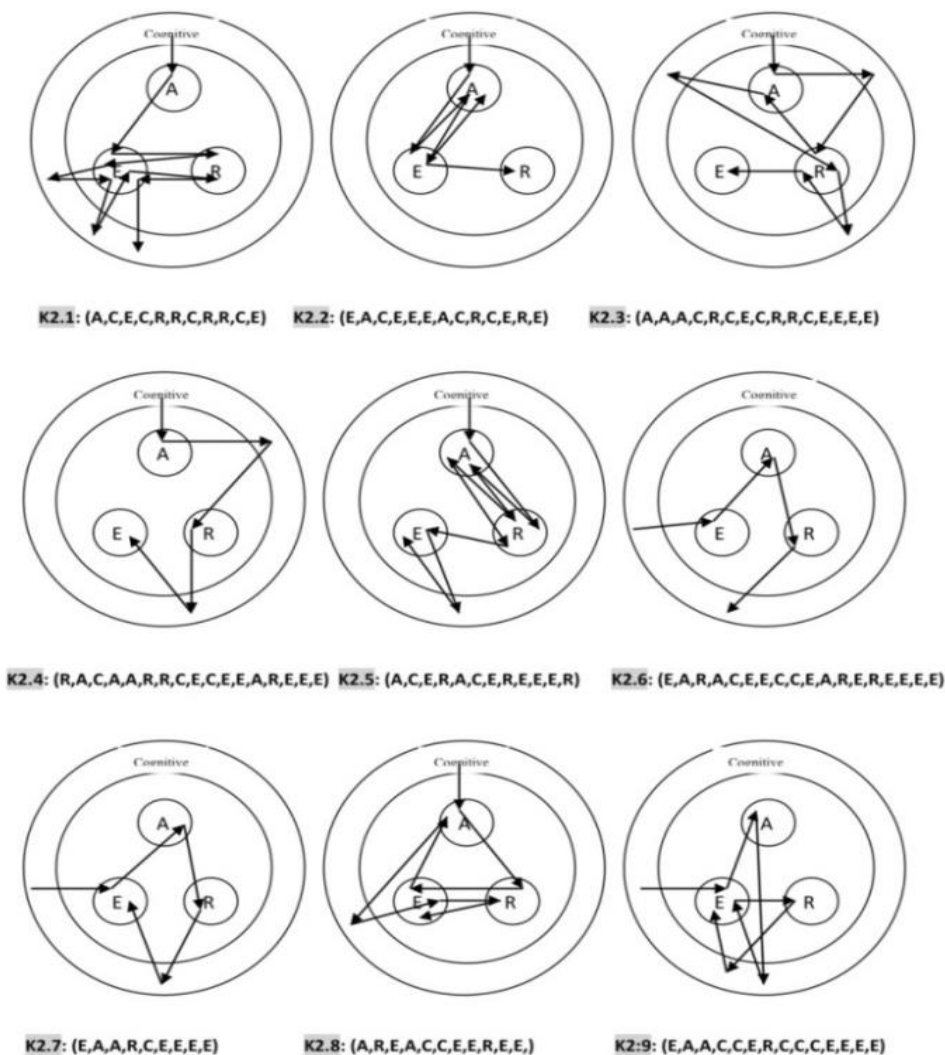 Cognitive Cognitive Cognitive
A A A
E R E R E R
K2.1: (A,C,E,C,R,R,C,R,R,C,E) K2.2: (E,A,C,E,E,E,A,C,R,C,E,R,E) K2.3: (A,A,A,C,R,C,E,C,R,R,C,E,E,E,E)
Cognitive Cognitive Cognitive
A A A
E R E R E R
K2.4: (R,A,C,A,A,R,R,C,E,C,E,E,A,R,E,E,E) K2.5: (A,C,E,R,A,C,E,R,E,E,E,R) K2.6: (E,A,R,A,C,E,E,C,C,E,A,R,E,R,E,E,E,E)
Cognitive Cognitive Cognitive
A A A
E R E R E R
K2.7: (E,A,A,R,C,E,E,E,E) K2.8: (A,R,E,A,C,C,E,E,R,E,E,) K2:9: (E,A,A,C,C,E,R,C,C,C,E,E,E,E)